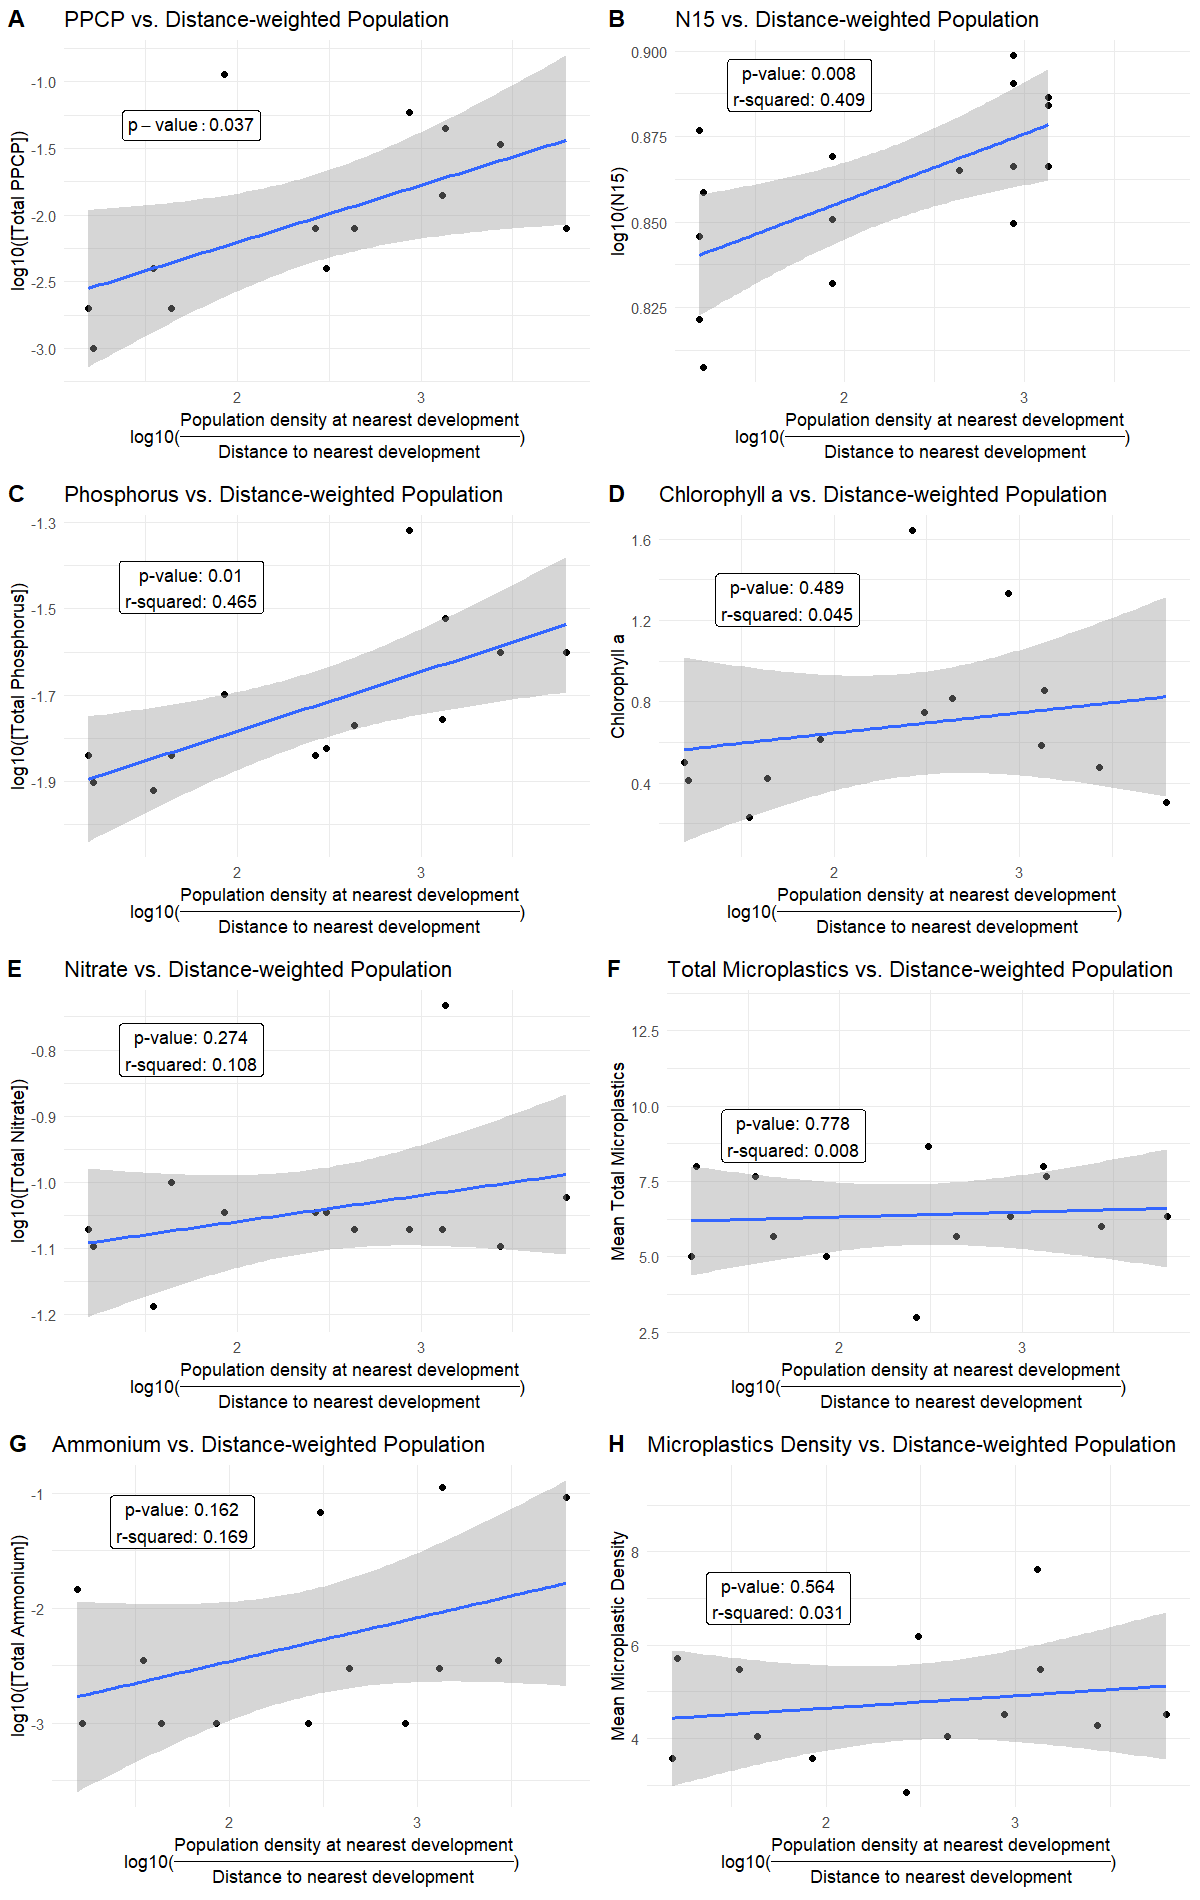 A PPCP vs. Distance-weighted Population
-1.0
-1.5
-2.0
-2.5
-3.0
log10([Total PPCP])
p − value : 0.037
2 3
log10(Population density at nearest development
Distance to nearest development)
B N15 vs. Distance-weighted Population
0.900
0.875
0.850
0.825
log10(N15)
p-value: 0.008
r-squared: 0.409
2 3
log10(Population density at nearest development
Distance to nearest development)
C Phosphorus vs. Distance-weighted Population
-1.3
-1.5
-1.7
-1.9
log10([Total Phosphorus])
p-value: 0.01
r-squared: 0.465
2 3
log10(Population density at nearest development
Distance to nearest development)
D Chlorophyll a vs. Distance-weighted Population
1.6
1.2
0.8
0.4
Chlorophyll a
p-value: 0.489
r-squared: 0.045
2 3
log10(Population density at nearest development
Distance to nearest development)
E Nitrate vs. Distance-weighted Population
-0.8
-0.9
-1.0
-1.1
-1.2
log10([Total Nitrate])
p-value: 0.274
r-squared: 0.108
2 3
log10(Population density at nearest development
Distance to nearest development)
F Total Microplastics vs. Distance-weighted Population
12.5
10.0
7.5
5.0
2.5
Mean Total Microplastics
p-value: 0.778
r-squared: 0.008
2 3
log10(Population density at nearest development
Distance to nearest development)
G Ammonium vs. Distance-weighted Population
-1
-2
-3
log10([Total Ammonium])
p-value: 0.162
r-squared: 0.169
2 3
log10(Population density at nearest development
Distance to nearest development)
H Microplastics Density vs. Distance-weighted Population
8
6
4
Mean Microplastic Density
p-value: 0.564
r-squared: 0.031
2 3
log10(Population density at nearest development
Distance to nearest development)